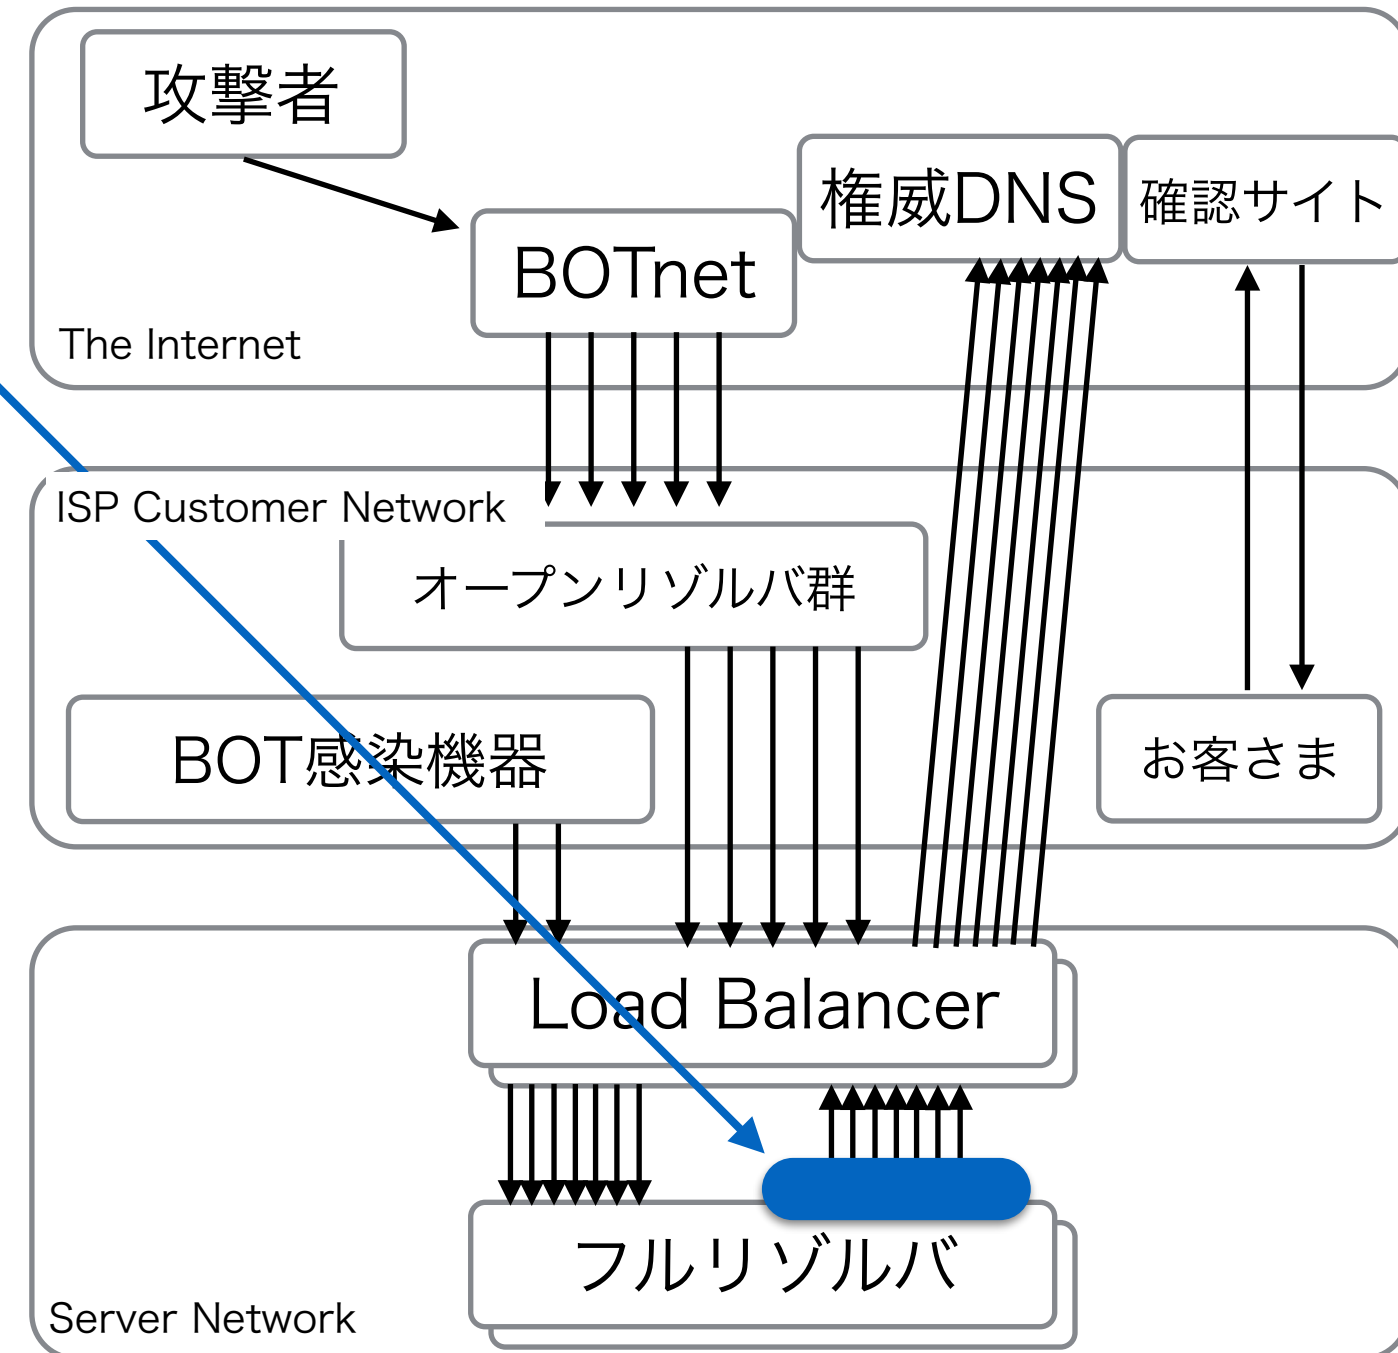 攻撃者
権威DNS
確認サイト
BOTnet
The Internet
ISP Customer Network
オープンリゾルバ群
BOT感染機器
お客さま
Load Balancer
フルリゾルバ
Server Network